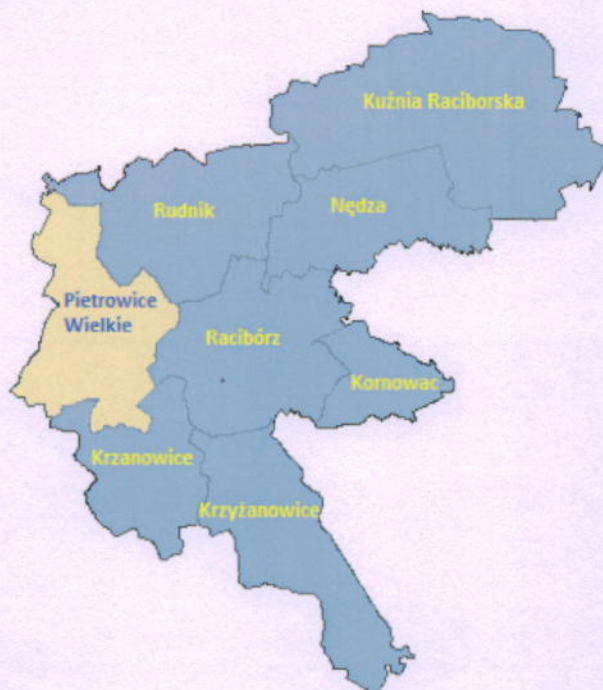 Kuźnia Raciborska
Rudnik
Nędza
Pietrowice
Wielkie
Racibórz
Kornowac
Krzanowice
Krzyżanowice